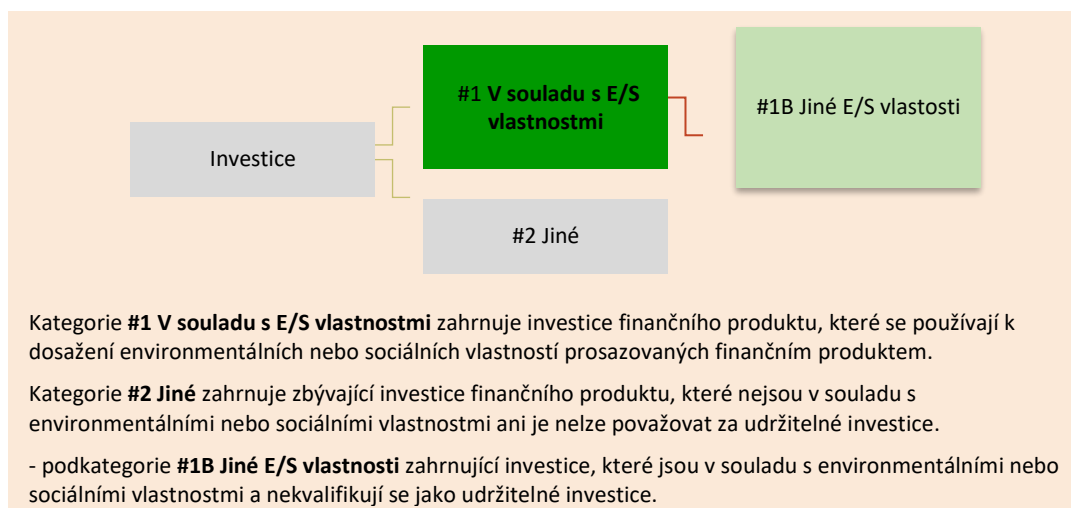 #1 V souladu s E/S
vlastnostmi
#1B Jiné E/S vlastosti
Investice
#2 Jiné
Kategorie #1 V souladu s E/S vlastnostmi zahrnuje investice finančního produktu, které se používají k
dosažení environmentálních nebo sociálních vlastností prosazovaných finančním produktem.
Kategorie #2 Jiné zahrnuje zbývající investice finančního produktu, které nejsou v souladu s
environmentálními nebo sociálními vlastnostmi ani je nelze považovat za udržitelné investice.
- podkategorie #1B Jiné E/S vlastnosti zahrnující investice, které jsou v souladu s environmentálními nebo
sociálními vlastnostmi a nekvalifikují se jako udržitelné investice.